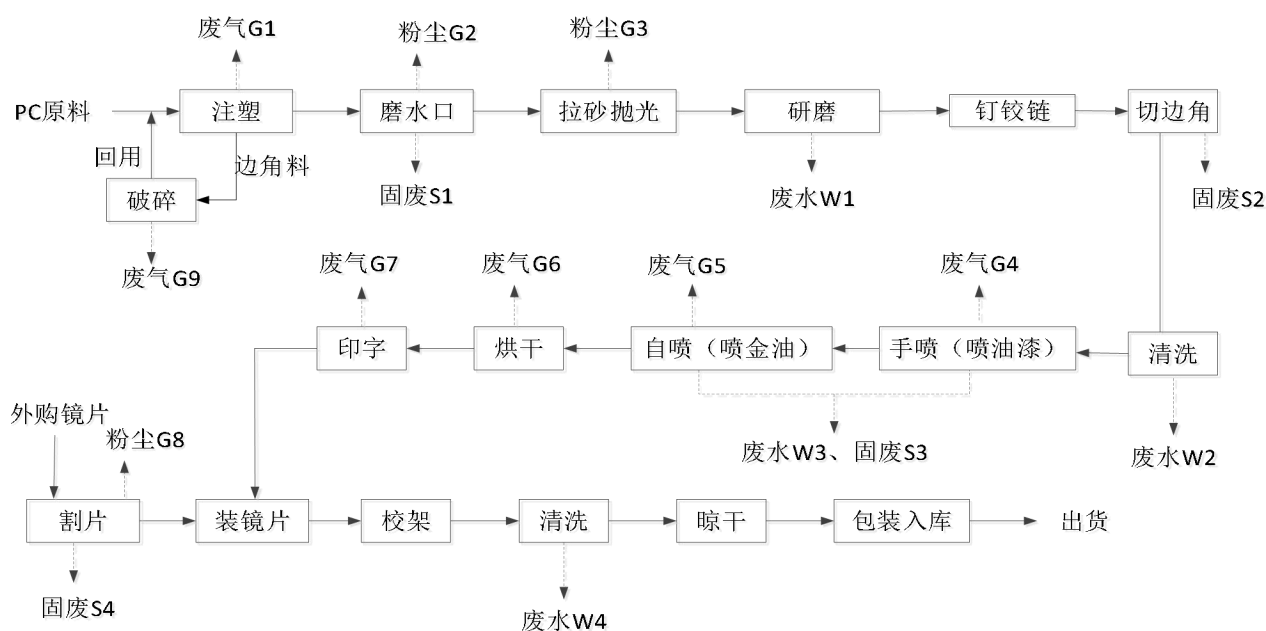 废气G1
粉尘G2
粉尘G3
PC原料
注塑
磨水口
拉砂抛光
研磨
钉铰链
切边角
回用
边角料
破碎
固废S1
废水W1
固废S2
废气G9
废气G7
废气G6
废气G5
废气G4
印字
烘干
自喷（喷金油）
手喷（喷油漆）
清洗
外购镜片
粉尘G8
废水W3、固废S3
废水W2
割片
装镜片
校架
清洗
晾干
包装入库
出货
固废S4
废水W4